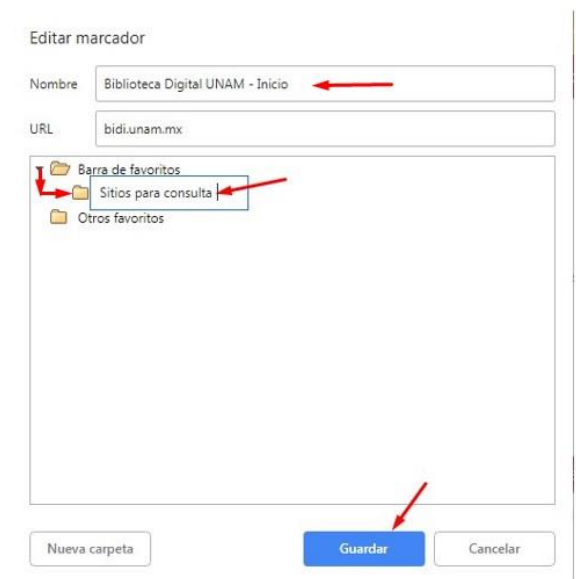 Editar marcador
Nombre Biblioteca Digital UNAM - Inicio
URL bidi.unam.mx
Barra de favoritos
Sitios para consulta
Otros favoritos
Nueva carpeta Guardar Cancelar